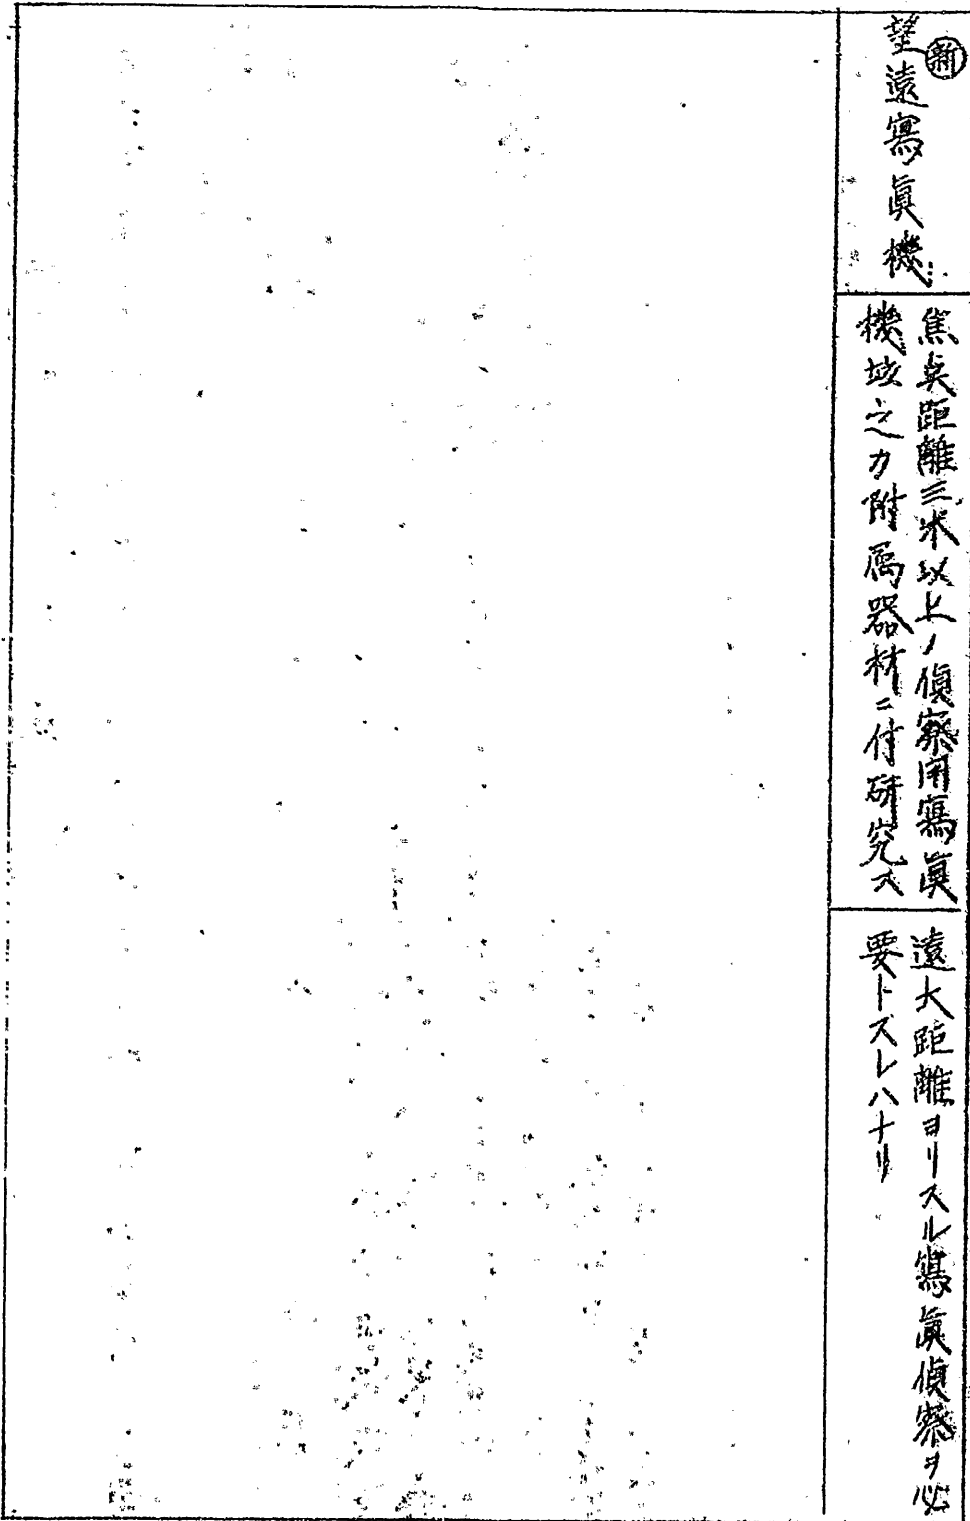 ㊟新
望遠寫眞機
焦点距離三米以上ノ偵察用寫眞
機竝之カ附属器材ニ付研究ス
遠大距離ヨリスル寫眞偵察ヲ必
要トスレハナリ